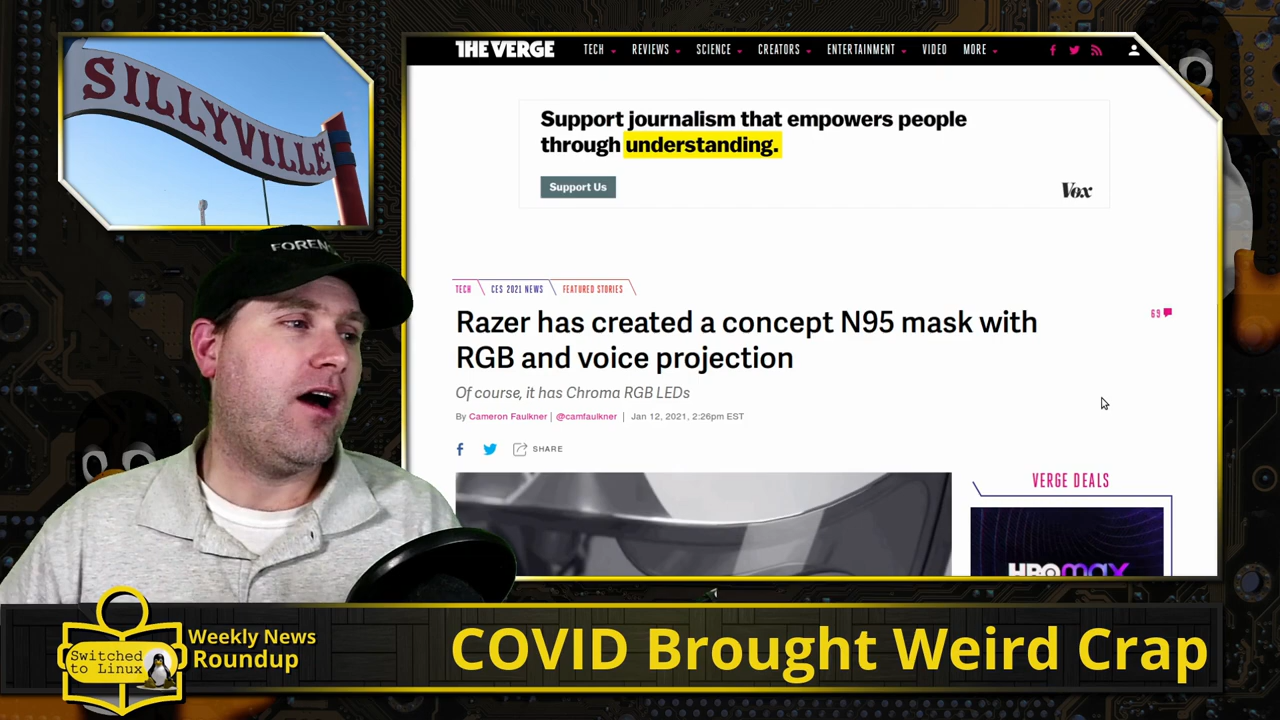 SILLYVILLE
THE VERGE
TECH REVIEWS SCIENCE CREATORS ENTERTAINMENT VIDEO MORE
Support journalism that empowers people
through understanding.
Support Us
Vox
TECH CES 2021 NEWS FEATURED STORIES
Razer has created a concept N95 mask with
RGB and voice projection
69
Of course, it has Chroma RGB LEDs
By Cameron Faulkner | @camfaulkner | Jan 12, 2021, 2:26pm EST
SHARE
VERGE DEALS
HBOmax
Switched
to Linux
Weekly News
Roundup
COVID Brought Weird Crap